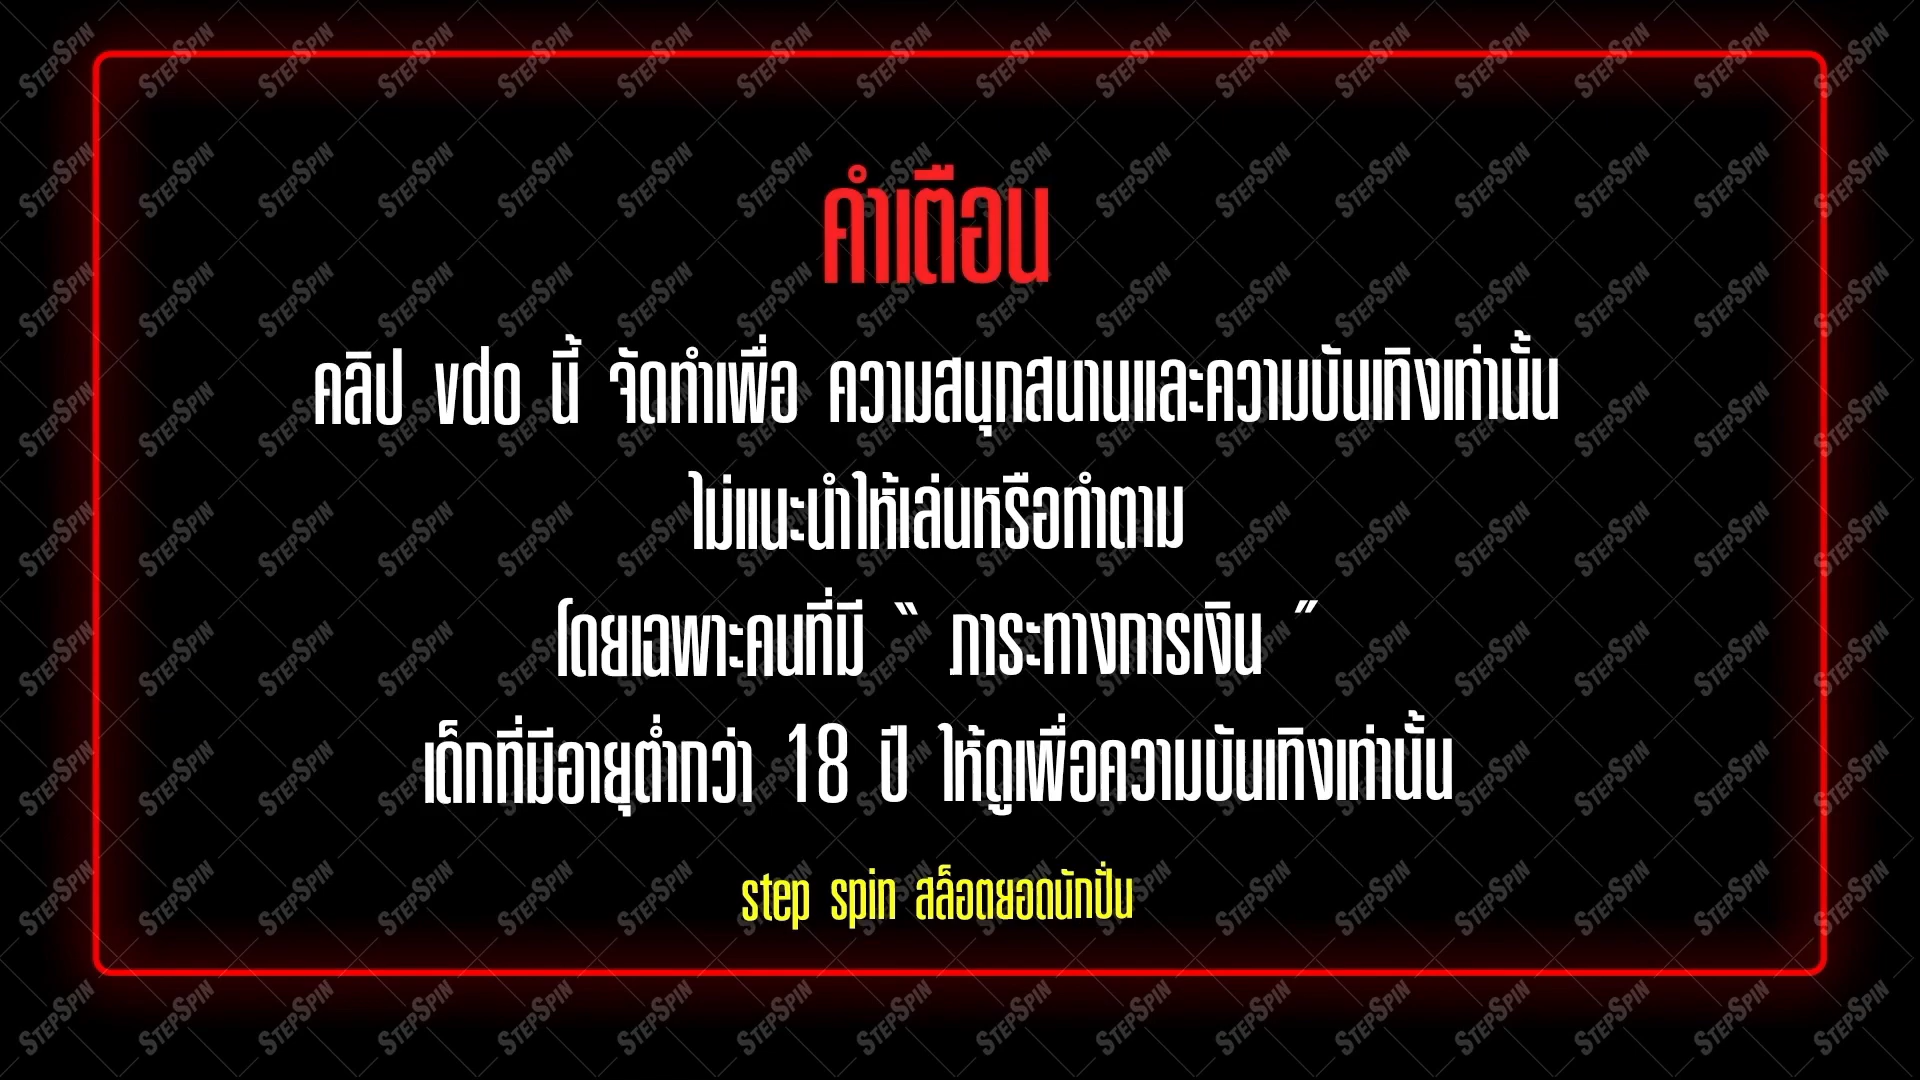 คำเตือน
คลิป vdo นี้ จัดทำเพื่อ ความสนุกสนานและความบันเทิงเท่านั้น
ไม่แนะนำให้เล่นหรือทำตาม
โดยเฉพาะคนที่มี “ ภาระทางการเงิน ”
เด็กที่มีอายุต่ำกว่า 18 ปี ให้ดูเพื่อความบันเทิงเท่านั้น
step spin สล็อตยอดนักปั่น
STEPSPIN